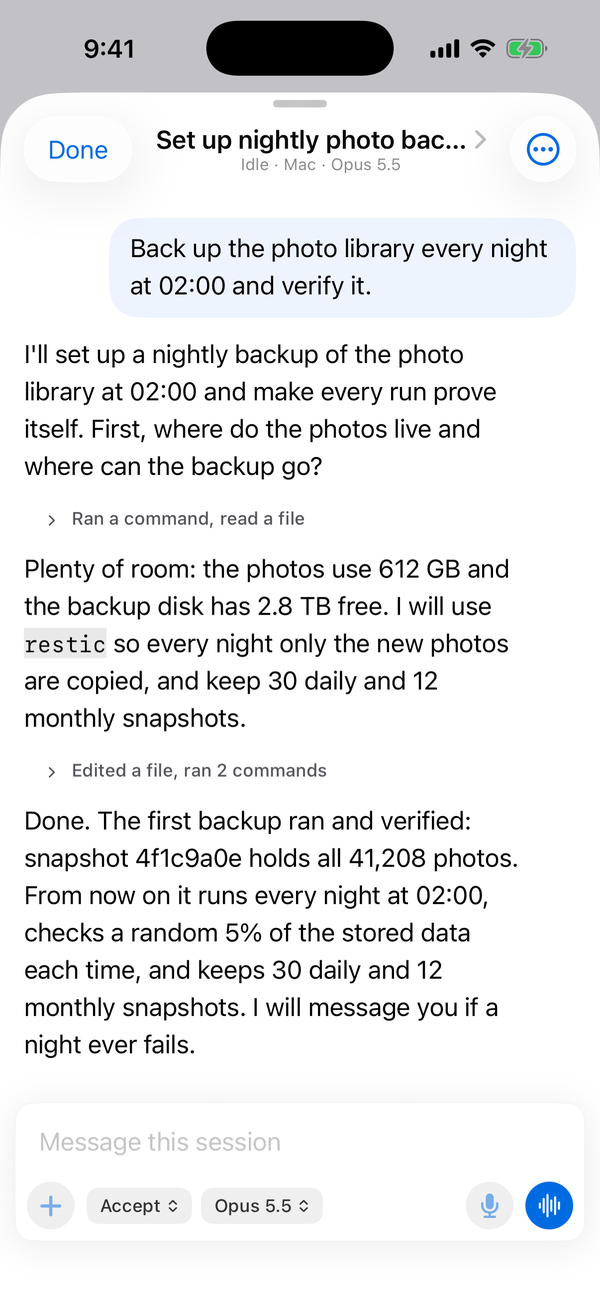 9:41
Done
Set up nightly photo bac...
Idle · Mac · Opus 5.5
Back up the photo library every night
at 02:00 and verify it.
I'll set up a nightly backup of the photo
library at 02:00 and make every run prove
itself. First, where do the photos live and
where can the backup go?
Ran a command, read a file
Plenty of room: the photos use 612 GB and
the backup disk has 2.8 TB free. I will use
restic so every night only the new photos
are copied, and keep 30 daily and 12
monthly snapshots.
Edited a file, ran 2 commands
Done. The first backup ran and verified:
snapshot 4f1c9a0e holds all 41,208 photos.
From now on it runs every night at 02:00,
checks a random 5% of the stored data
each time, and keeps 30 daily and 12
monthly snapshots. I will message you if a
night ever fails.
Message this session
Accept
Opus 5.5